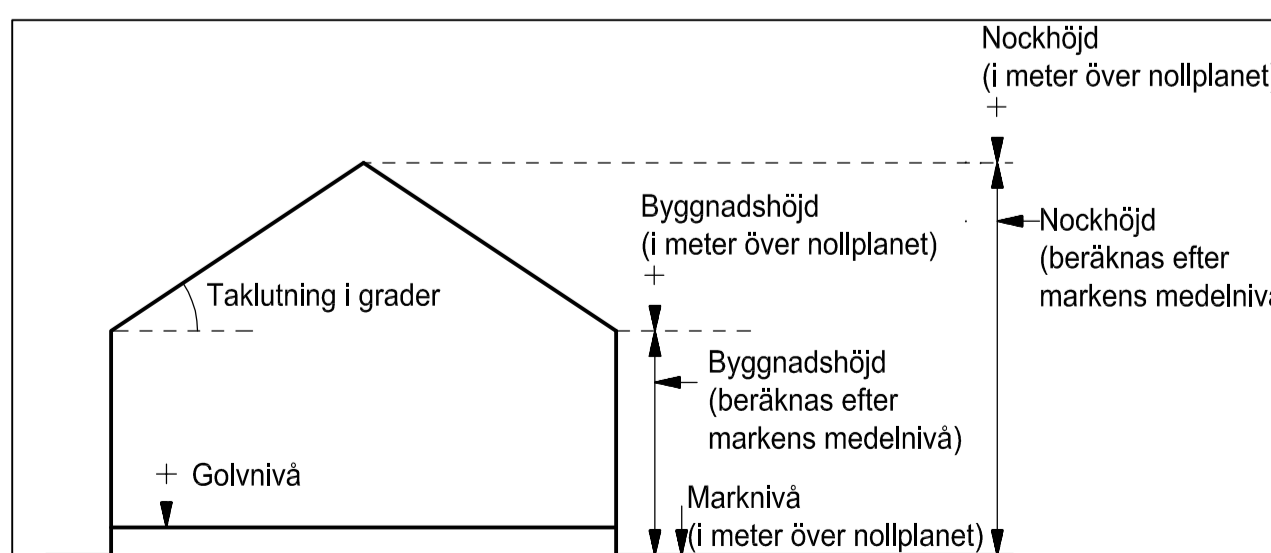 Nockhöjd
(i meter över nollplanet
+
Byggnadshöjd
(i meter över nollplanet)
+
Nockhöjd
(beräknas efter
markens medelniv
Taklutning i grader
Byggnadshöjd
(beräknas efter
markens medelnivå)
+ Golvnivå
Marknivå
(i meter över nollplanet)